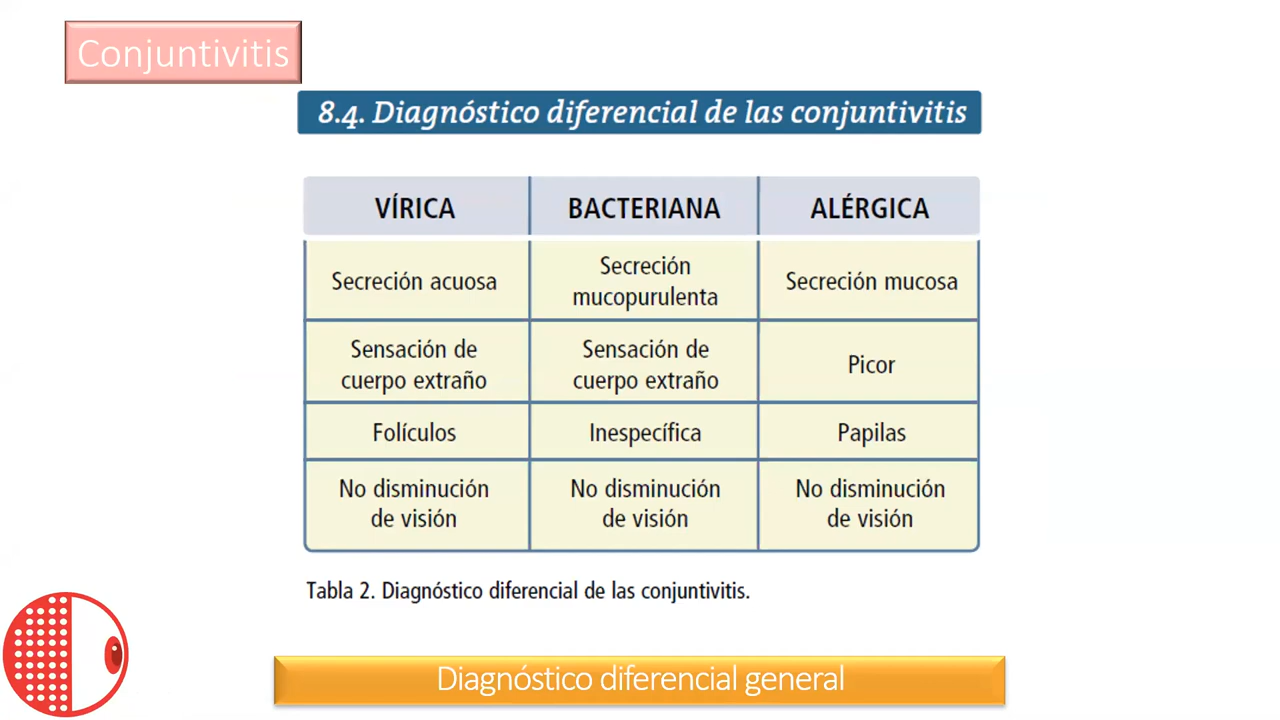 Conjuntivitis
8.4. Diagnóstico diferencial de las conjuntivitis
VÍRICA BACTERIANA ALÉRGICA
Secreción acuosa
Secreción
mucopurulenta
Secreción mucosa
Sensación de
cuerpo extraño
Sensación de
cuerpo extraño
Picor
Folículos
Inespecífica
Papilas
No disminución
de visión
No disminución
de visión
No disminución
de visión
Tabla 2. Diagnóstico diferencial de las conjuntivitis.
Diagnóstico diferencial general